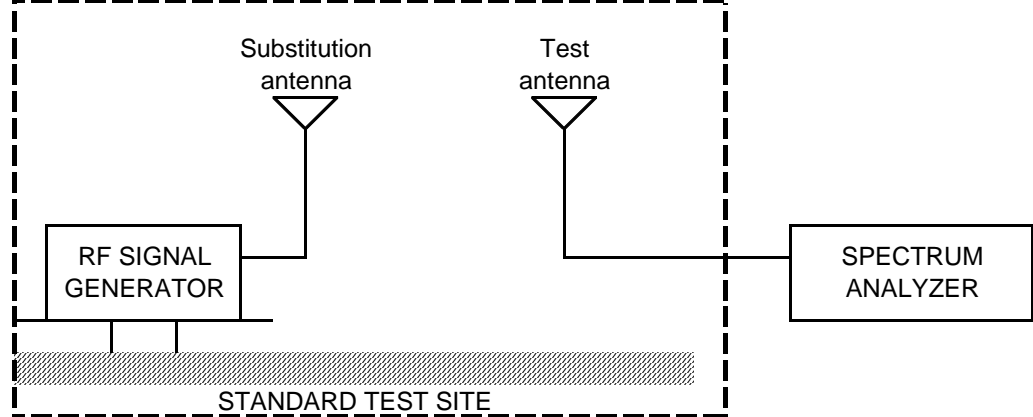 Substitution
antenna
Test
antenna
RF SIGNAL
GENERATOR
SPECTRUM
ANALYZER
STANDARD TEST SITE